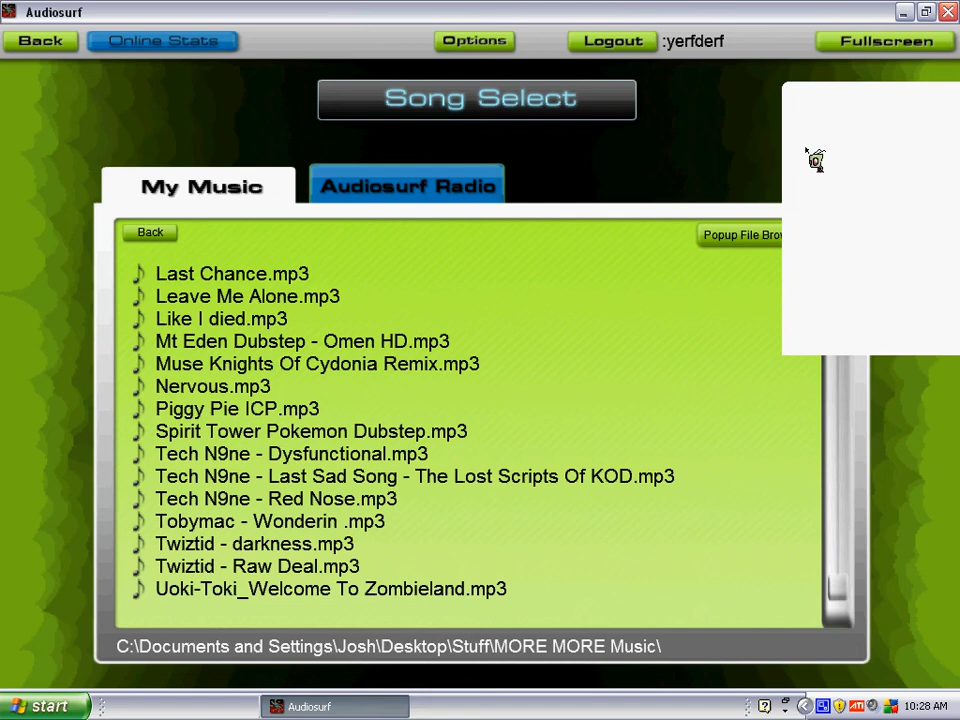 Audiosurf
Back
Online Stats
Options
Logout
:yerfderf
Fullscreen
Song Select
My Music
Audiosurf Radio
Back
Popup File
Last Chance.mp3
Leave Me Alone.mp3
Like I died.mp3
Mt Eden Dubstep - Omen HD.mp3
Muse Knights Of Cydonia Remix.mp3
Nervous.mp3
Piggy Pie ICP.mp3
Spirit Tower Pokemon Dubstep.mp3
Tech N9ne - Dysfunctional.mp3
Tech N9ne - Last Sad Song - The Lost Scripts Of KOD.mp3
Tech N9ne - Red Nose.mp3
Tobymac - Wonderin .mp3
Twiztid - darkness.mp3
Twiztid - Raw Deal.mp3
Uoki-Toki_Welcome To Zombieland.mp3
C:\Documents and Settings\Josh\Desktop\Stuff\MORE MORE Music\
start
Audiosurf
ATI
10:28 AM